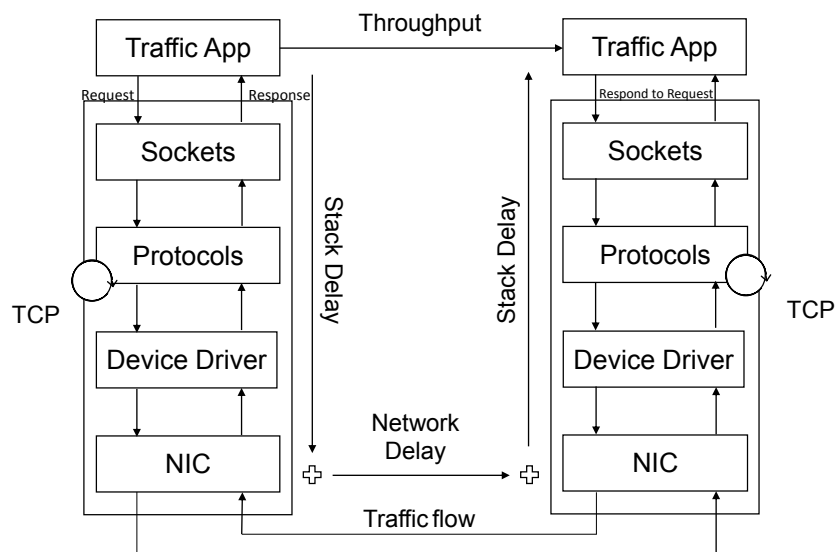 Traffic App
Throughput
Traffic App
Request
Response
Respond to Request
Sockets
Sockets
Stack Delay
Stack Delay
Protocols
Protocols
TCP
TCP
Device Driver
Device Driver
Network
Delay
NIC
NIC
Traffic flow